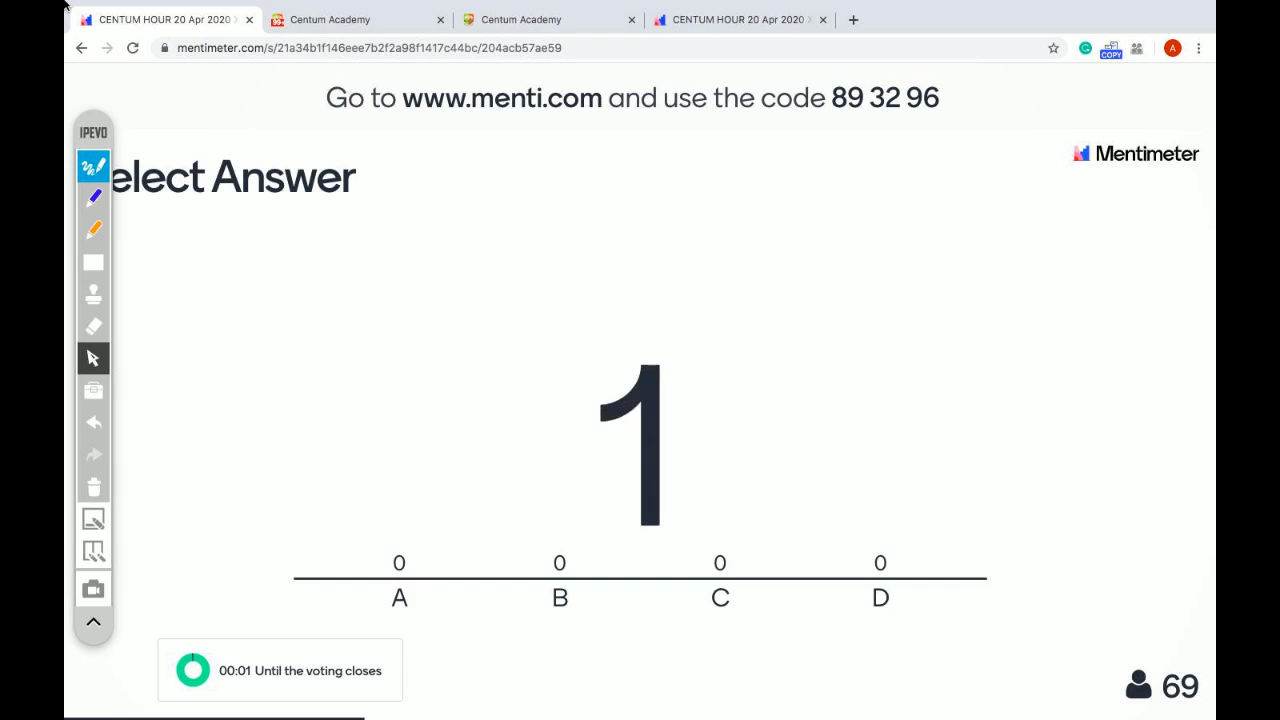 CENTUM HOUR 20 Apr 2020
Centum Academy
Centum Academy
CENTUM HOUR 20 Apr 2020
mentimeter.com/s/21a34b1f146eee7b2f2a98f1417c44bc/204acb57ae59
COPY
A
Go to www.menti.com and use the code 89 32 96
IPEVO
Mentimeter
elect Answer
1
0 0 0 0
A B C D
00:01 Until the voting closes
69